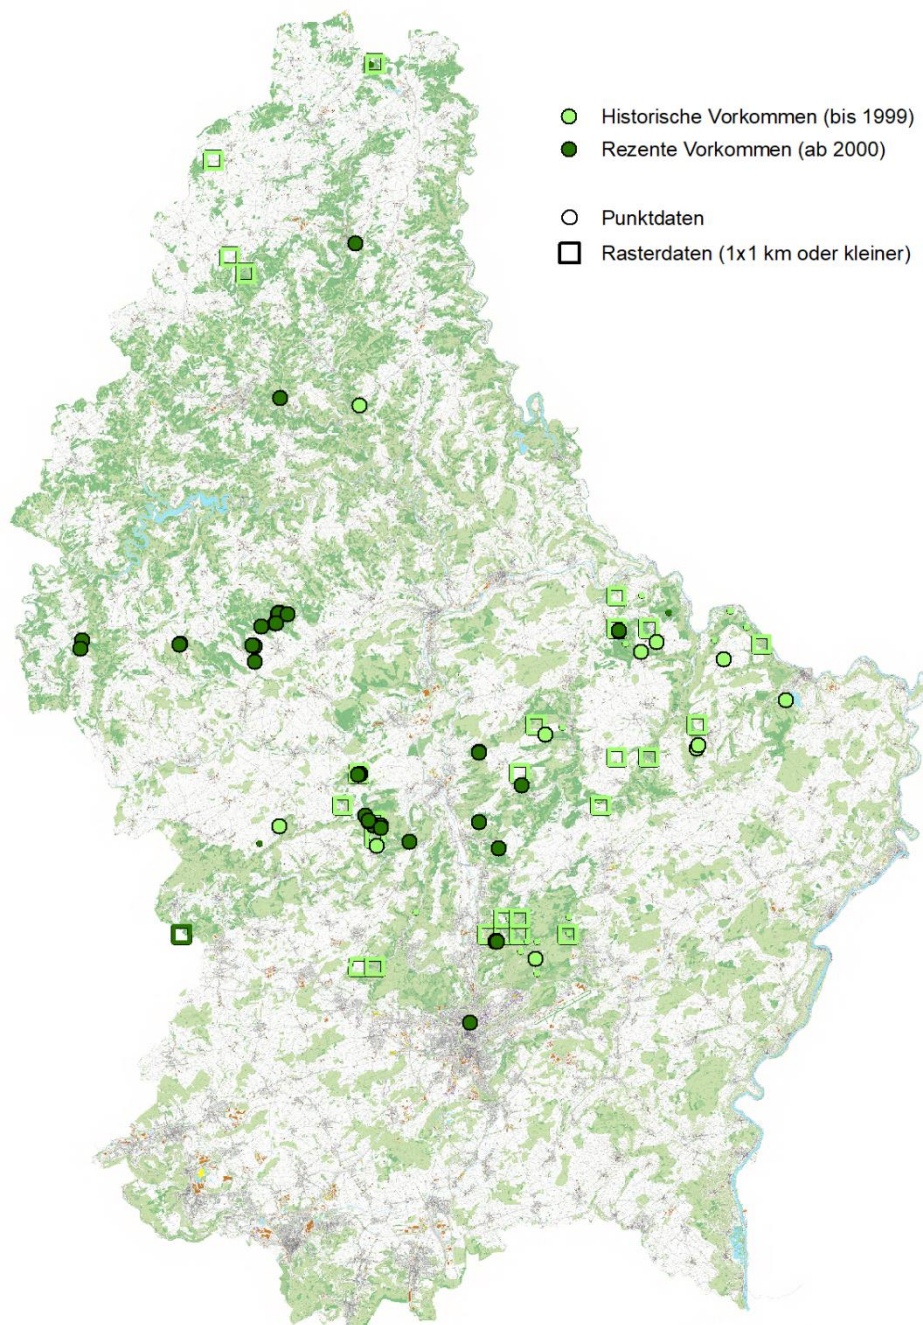 Historische Vorkommen (bis 1999)
Rezente Vorkommen (ab 2000)
Punktdaten
Rasterdaten (1x1 km oder kleiner)